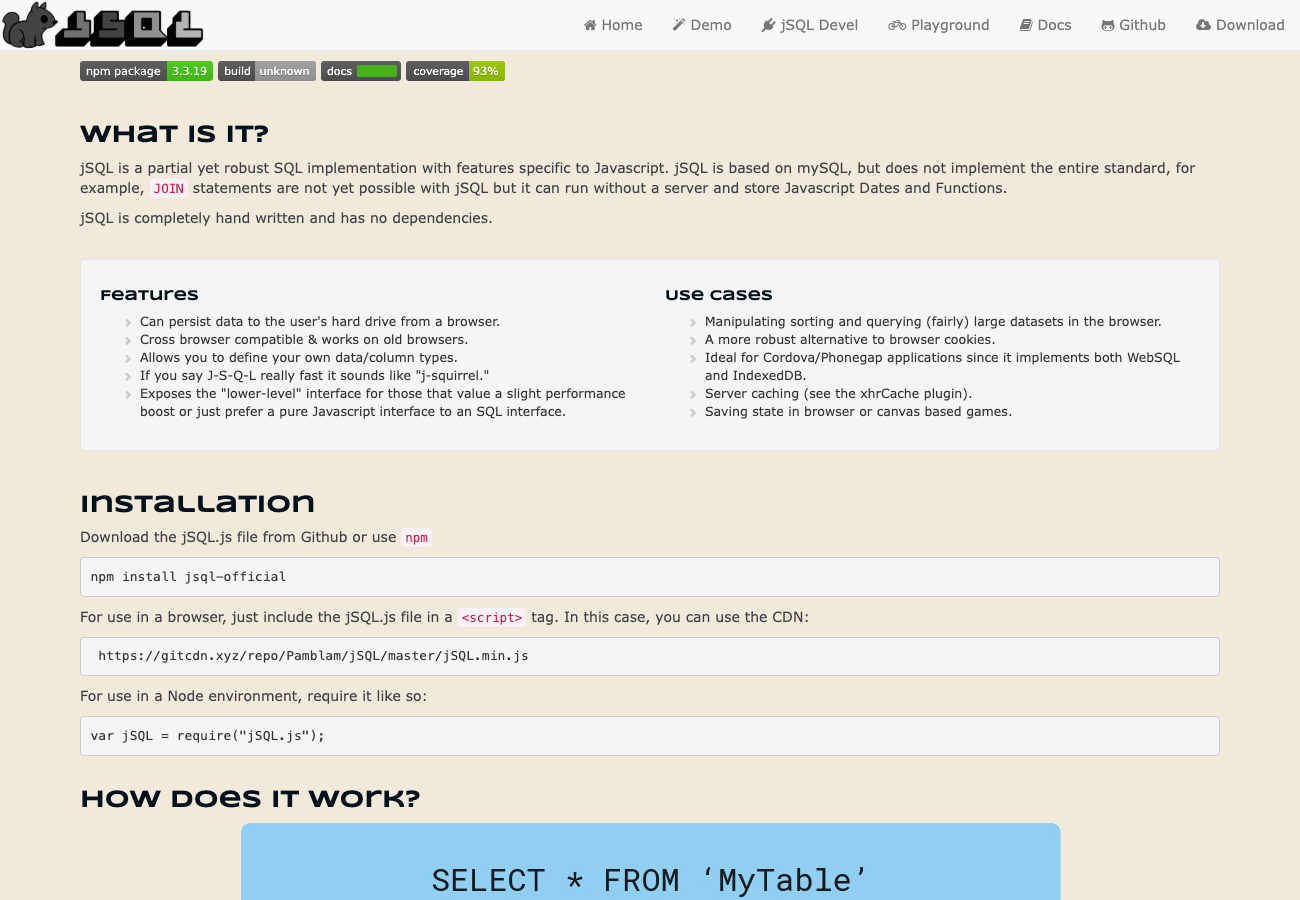 jSQL
Home
Demo
jSQL Devel
Playground
Docs
Github
Download
npm package 3.3.19
build unknown
docs
coverage 93%
What is it?
jSQL is a partial yet robust SQL implementation with features specific to Javascript. jSQL is based on mySQL, but does not implement the entire standard, for
example, JOIN statements are not yet possible with jSQL but it can run without a server and store Javascript Dates and Functions.
jSQL is completely hand written and has no dependencies.
Features
Can persist data to the user's hard drive from a browser.
Cross browser compatible & works on old browsers.
Allows you to define your own data/column types.
If you say J-S-Q-L really fast it sounds like "j-squirrel."
Exposes the "lower-level" interface for those that value a slight performance
boost or just prefer a pure Javascript interface to an SQL interface.
Use Cases
Manipulating sorting and querying (fairly) large datasets in the browser.
A more robust alternative to browser cookies.
Ideal for Cordova/Phonegap applications since it implements both WebSQL
and IndexedDB.
Server caching (see the xhrCache plugin).
Saving state in browser or canvas based games.
Installation
Download the jSQL.js file from Github or use npm
npm install jsql-official
For use in a browser, just include the jSQL.js file in a <script> tag. In this case, you can use the CDN:
https://gitcdn.xyz/repo/Pamblam/jSQL/master/jSQL.min.js
For use in a Node environment, require it like so:
var jSQL = require("jSQL.js");
How does it work?
SELECT * FROM ‘MyTable’